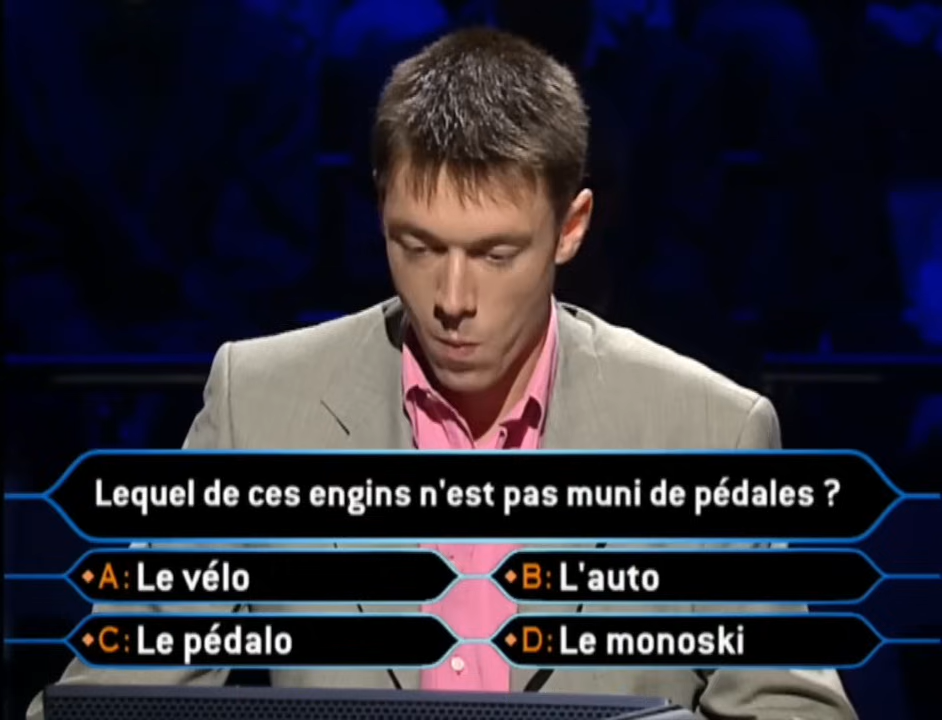 Lequel de ces engins n'est pas muni de pédales ?
A: Le vélo
B: L'auto
C: Le pédalo
D: Le monoski